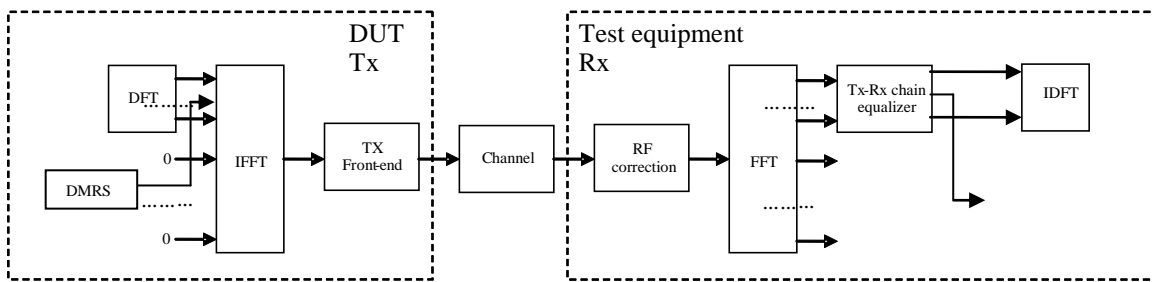 DUT
Tx
DFT
………
0
IFFT
DMRS
………
0
TX
Front-end
Channel
Test equipment
Rx
RF
correction
FFT
………
………
Tx-Rx chain
equalizer
IDFT